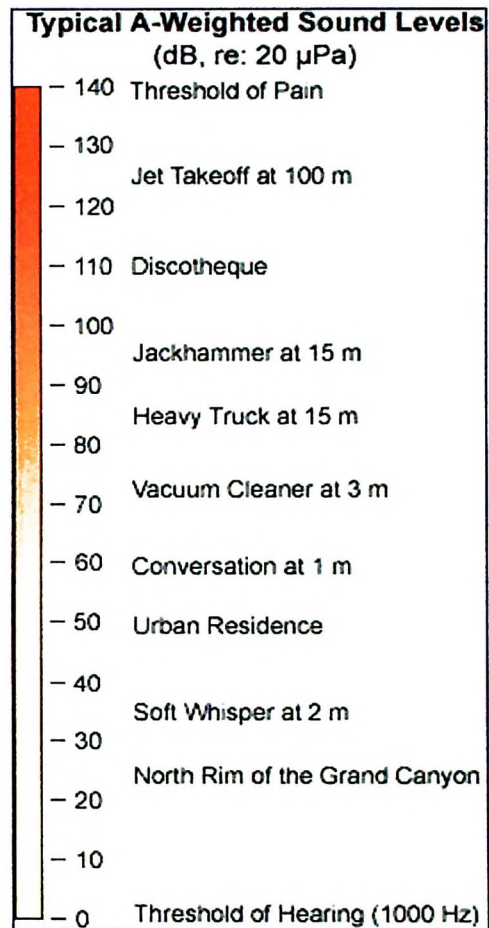 Typical A-Weighted Sound Levels
(dB, re: 20 µPa)
– 140 Threshold of Pain
– 130
Jet Takeoff at 100 m
– 120
– 110 Discotheque
– 100
Jackhammer at 15 m
– 90
Heavy Truck at 15 m
– 80
Vacuum Cleaner at 3 m
– 70
– 60 Conversation at 1 m
– 50 Urban Residence
– 40
Soft Whisper at 2 m
– 30
North Rim of the Grand Canyon
– 20
– 10
– 0 Threshold of Hearing (1000 Hz)